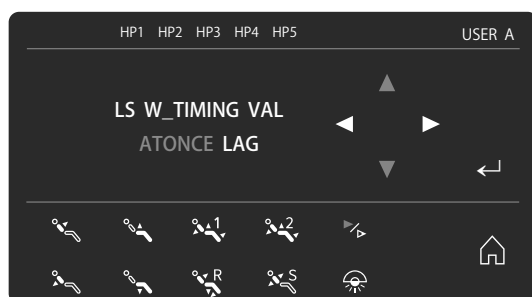 HP1 HP2 HP3 HP4 HP5 USER A
LS W_TIMING VAL
ATONCE LAG
1 2
R S